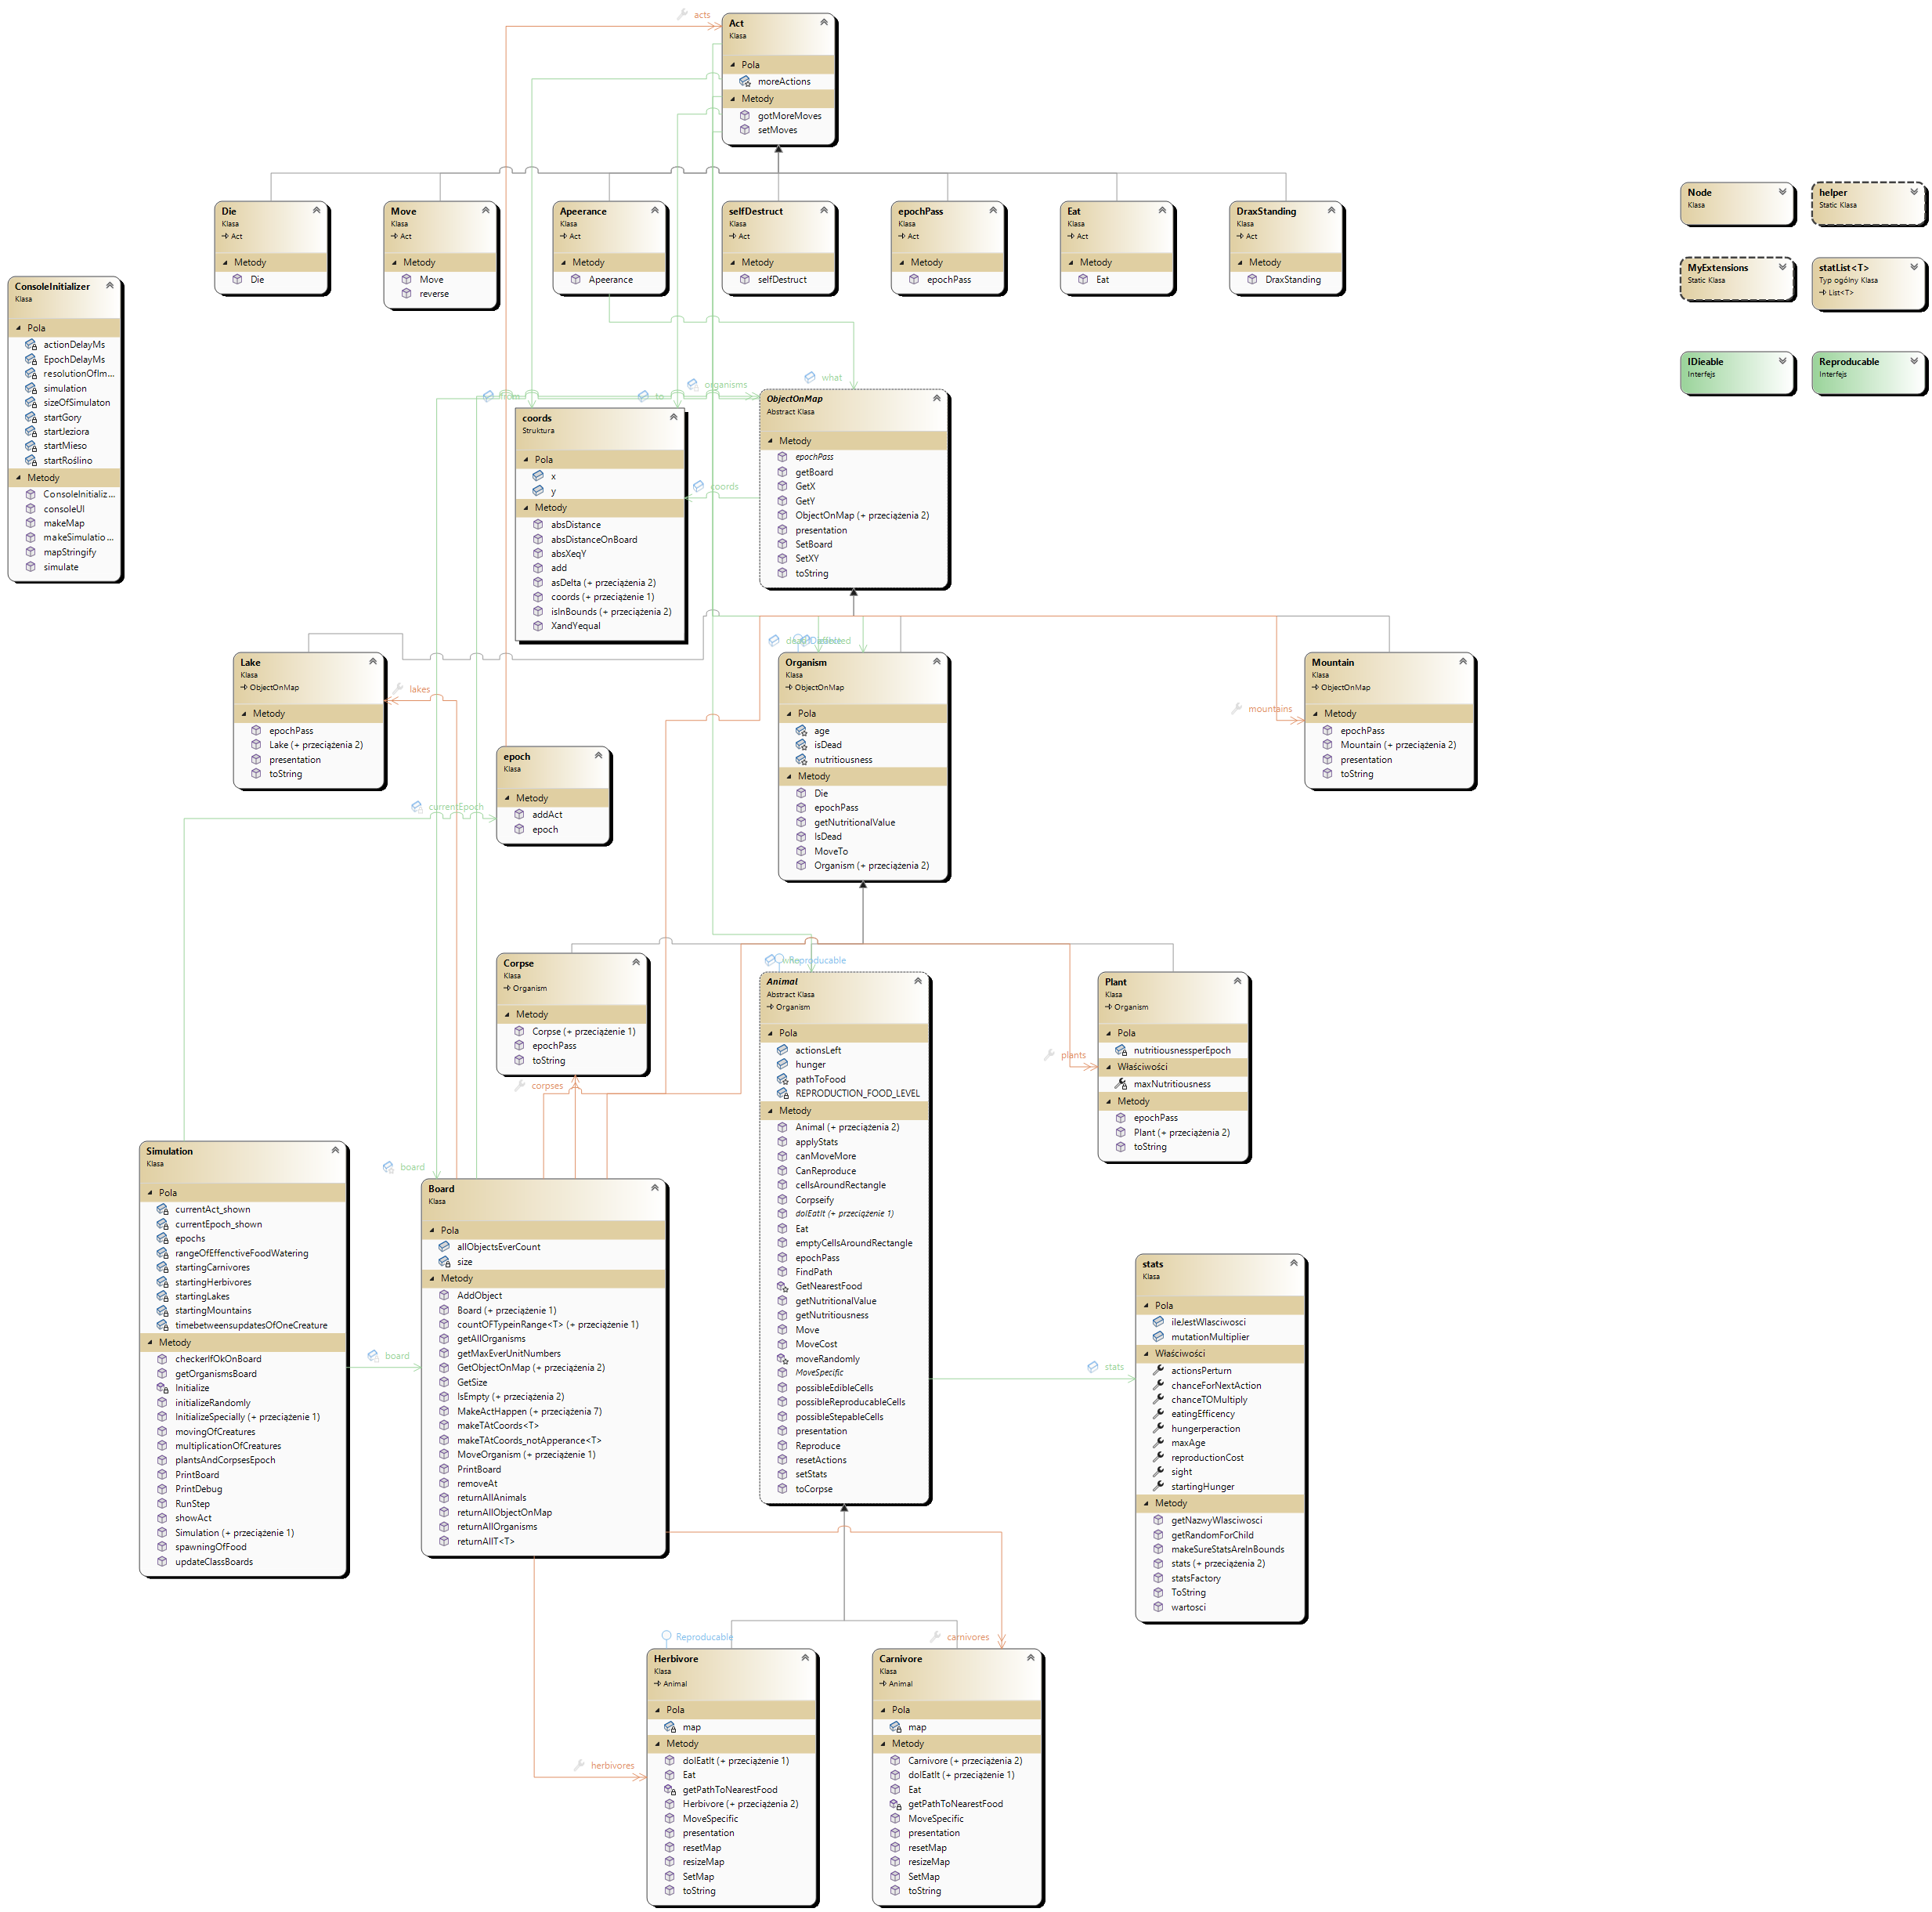 acts
Act
Klasa
Pola
moreActions
Metody
gotMoreMoves
setMoves
Die
Klasa
Act
Metody
Die
Move
Klasa
Act
Metody
Move
reverse
Apeerance
Klasa
Act
Metody
Apeerance
selfDestruct
Klasa
Act
Metody
selfDestruct
epochPass
Klasa
Act
Metody
epochPass
Eat
Klasa
Act
Metody
Eat
DraxStanding
Klasa
Act
Metody
DraxStanding
Node
Klasa
helper
Static Klasa
MyExtensions
Static Klasa
statList<T>
Typ ogólny Klasa
List<T>
IDieable
Interfejs
Reproducable
Interfejs
ConsoleInitializer
Klasa
Pola
actionDelayMs
EpochDelayMs
resolutionOfIm...
simulation
sizeOfSimulaton
startGory
startJeziora
startMieso
startRoślino
Metody
ConsoleInitializ...
consoleUI
makeMap
makeSimulatio...
mapStringify
simulate
from
to
organisms
what
coords
Struktura
Pola
x
y
Metody
absDistance
absDistanceOnBoard
absXeqY
add
asDelta (+ przeciążenia 2)
coords (+ przeciążenie 1)
isInBounds (+ przeciążenia 2)
XandYequal
coords
ObjectOnMap
Abstract Klasa
Metody
epochPass
getBoard
GetX
GetY
ObjectOnMap (+ przeciążenia 2)
presentation
SetBoard
SetXY
toString
Lake
Klasa
ObjectOnMap
Metody
epochPass
Lake (+ przeciążenia 2)
presentation
toString
lakes
epoch
Klasa
Metody
addAct
epoch
currentEpoch
Organism
Klasa
ObjectOnMap
Pola
age
isDead
nutritiousness
Metody
Die
epochPass
getNutritionalValue
IsDead
MoveTo
Organism (+ przeciążenia 2)
mountains
Mountain
Klasa
ObjectOnMap
Metody
epochPass
Mountain (+ przeciążenia 2)
presentation
toString
Corpse
Klasa
Organism
Metody
Corpse (+ przeciążenie 1)
epochPass
toString
corpses
Reproducable
Animal
Abstract Klasa
Organism
Pola
actionsLeft
hunger
pathToFood
REPRODUCTION_FOOD_LEVEL
Metody
Animal (+ przeciążenia 2)
applyStats
canMoveMore
CanReproduce
cellsAroundRectangle
Corpseify
doIEatIt (+ przeciążenie 1)
Eat
emptyCellsAroundRectangle
epochPass
FindPath
GetNearestFood
getNutritionalValue
getNutritiousness
Move
MoveCost
moveRandomly
MoveSpecific
possibleEdibleCells
possibleReproducableCells
possibleStepableCells
presentation
Reproduce
resetActions
setStats
toCorpse
plants
Plant
Klasa
Organism
Pola
nutritiousnessperEpoch
Właściwości
maxNutritiousness
Metody
epochPass
Plant (+ przeciążenia 2)
toString
Simulation
Klasa
Pola
currentAct_shown
currentEpoch_shown
epochs
rangeOfEffenctiveFoodWatering
startingCarnivores
startingHerbivores
startingLakes
startingMountains
timebetweensupdatesOfOneCreature
Metody
checkerIfOkOnBoard
getOrganismsBoard
Initialize
initializeRandomly
InitializeSpecially (+ przeciążenie 1)
movingOfCreatures
multiplicationOfCreatures
plantsAndCorpsesEpoch
PrintBoard
PrintDebug
RunStep
showAct
Simulation (+ przeciążenie 1)
spawningOfFood
updateClassBoards
board
board
Board
Klasa
Pola
allObjectsEverCount
size
Metody
AddObject
Board (+ przeciążenie 1)
countOFTypeinRange<T> (+ przeciążenie 1)
getAllOrganisms
getMaxEverUnitNumbers
GetObjectOnMap (+ przeciążenia 2)
GetSize
IsEmpty (+ przeciążenia 2)
MakeActHappen (+ przeciążenia 7)
makeTAtCoords<T>
makeTAtCoords_notApperance<T>
MoveOrganism (+ przeciążenie 1)
PrintBoard
removeAt
returnAllAnimals
returnAllObjectOnMap
returnAllOrganisms
returnAllT<T>
stats
stats
Klasa
Pola
ileJestWlasciwosci
mutationMultiplier
Właściwości
actionsPerturn
chanceForNextAction
chanceTOMultiply
eatingEfficency
hungerperaction
maxAge
reproductionCost
sight
startingHunger
Metody
getNazwyWlasciwosci
getRandomForChild
makeSureStatsAreInBounds
stats (+ przeciążenia 2)
statsFactory
ToString
wartosci
Reproducable
Herbivore
Klasa
Animal
Pola
map
Metody
doIEatIt (+ przeciążenie 1)
Eat
getPathToNearestFood
Herbivore (+ przeciążenia 2)
MoveSpecific
presentation
resetMap
resizeMap
SetMap
toString
herbivores
carnivores
Carnivore
Klasa
Animal
Pola
map
Metody
Carnivore (+ przeciążenia 2)
doIEatIt (+ przeciążenie 1)
Eat
getPathToNearestFood
MoveSpecific
presentation
resetMap
resizeMap
SetMap
toString